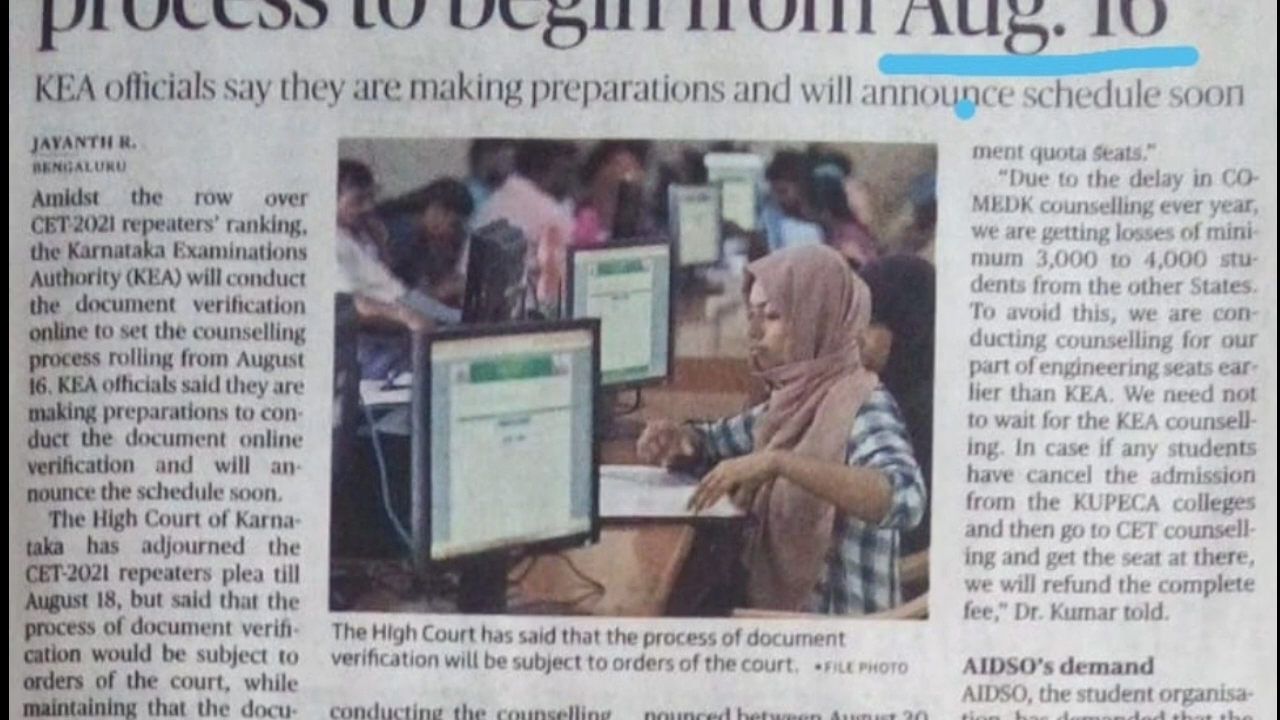 process to begin from Aug. 16
KEA officials say they are making preparations and will announce schedule soon
JAYANTH R.
BENGALURU
Amidst the row over
CET-2021 repeaters' ranking,
the Karnataka Examinations
Authority (KEA) will conduct
the document verification
online to set the counselling
process rolling from August
16. KEA officials said they are
making preparations to con-
duct the document online
verification and will an-
nounce the schedule soon.
The High Court of Karna-
taka has adjourned the
CET-2021 repeaters plea till
August 18, but said that the
process of document verifi-
cation would be subject to
orders of the court, while
maintaining that the docu-
The High Court has said that the process of document
verification will be subject to orders of the court. •FILE PHOTO
conducting the counselling
nounced between August 20
ment quota seats."
"Due to the delay in CO-
MEDK counselling ever year,
we are getting losses of mini-
mum 3,000 to 4,000 stu-
dents from the other States.
To avoid this, we are con-
ducting counselling for our
part of engineering seats ear-
lier than KEA. We need not
to wait for the KEA counsell-
ing. In case if any students
have cancel the admission
from the KUPECA colleges
and then go to CET counsell-
ing and get the seat at there,
we will refund the complete
fee," Dr. Kumar told.
AIDSO's demand
AIDSO, the student organisa-
tion, has demanded that the